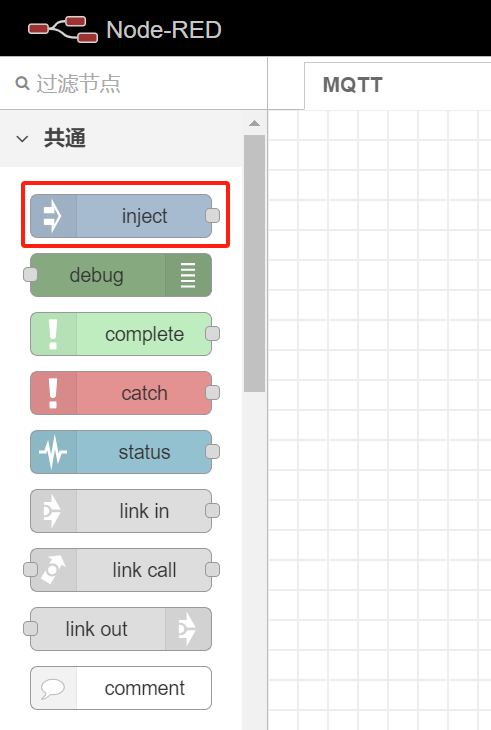 Node-RED
过滤节点
MQTT
共通
inject
debug
complete
catch
status
link in
link call
link out
comment